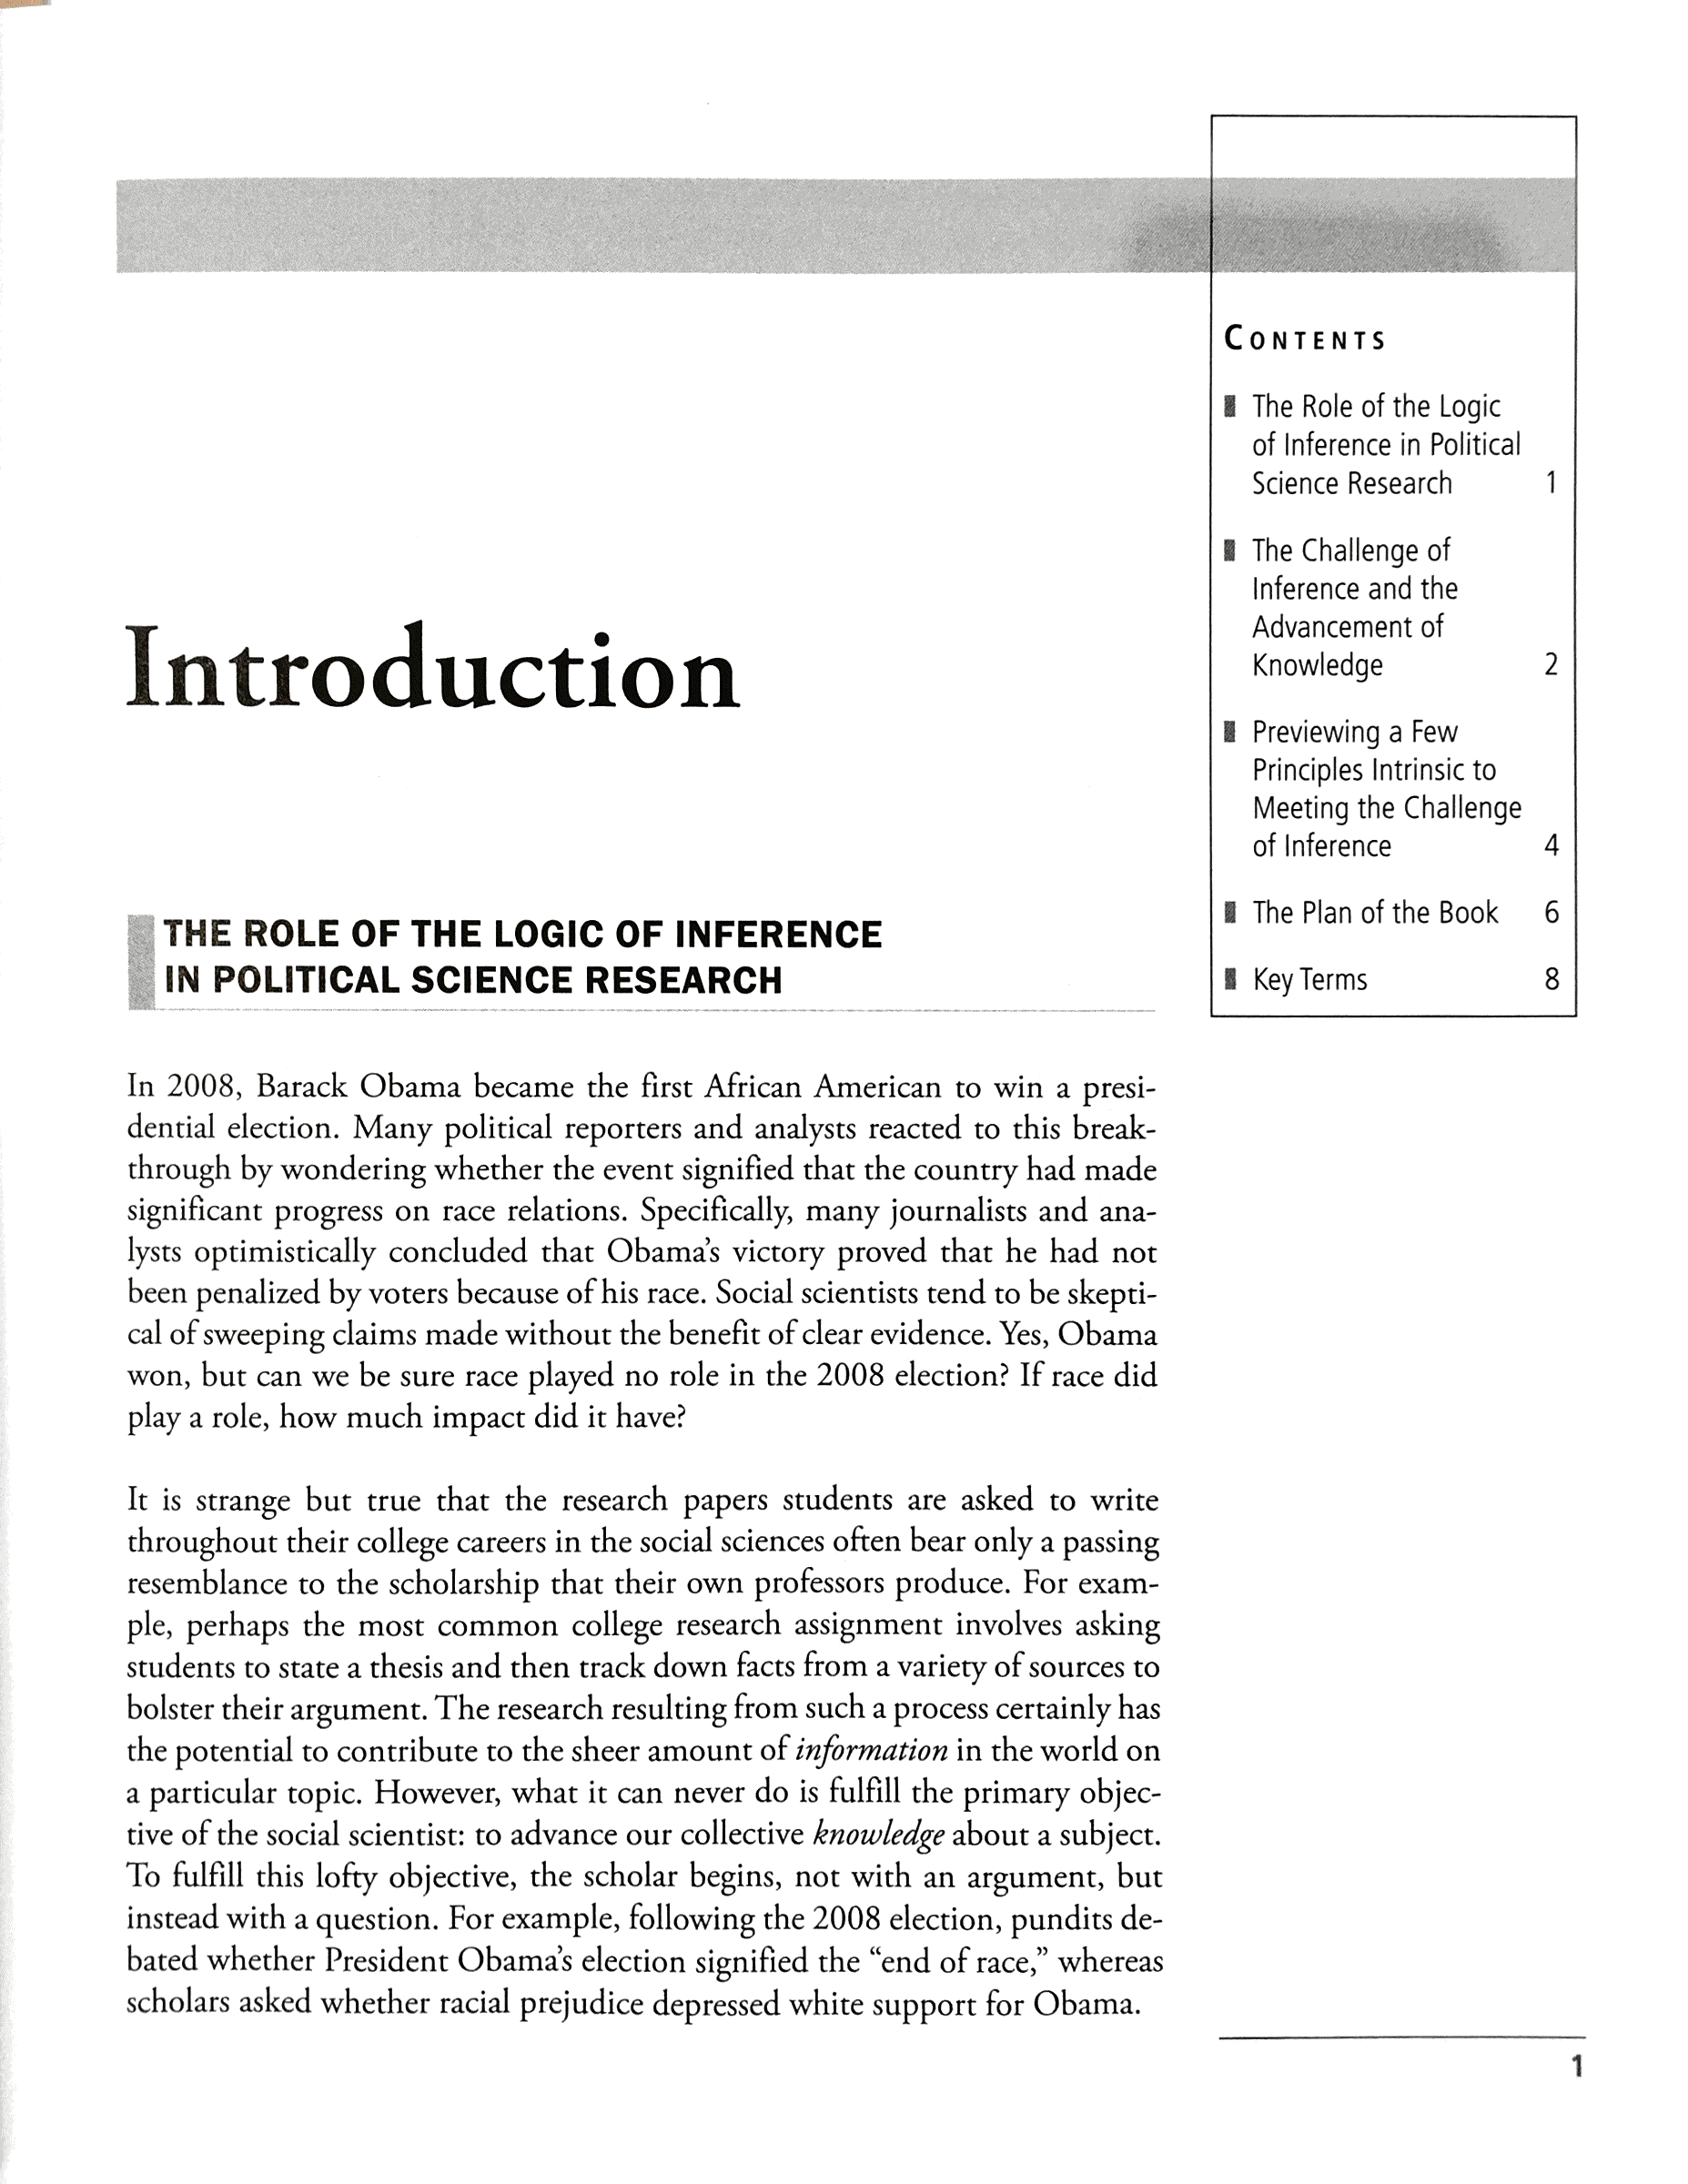 CONTENTS
The Role of the Logic
of Inference in Political
Science Research 1
The Challenge of
Inference and the
Advancement of
Knowledge 2
Previewing a Few
Principles Intrinsic to
Meeting the Challenge
of Inference 4
The Plan of the Book 6
Key Terms 8
Introduction
THE ROLE OF THE LOGIC OF INFERENCE
IN POLITICAL SCIENCE RESEARCH
In 2008, Barack Obama became the first African American to win a presi-
dential election. Many political reporters and analysts reacted to this break-
through by wondering whether the event signified that the country had made
significant progress on race relations. Specifically, many journalists and ana-
lysts optimistically concluded that Obama's victory proved that he had not
been penalized by voters because of his race. Social scientists tend to be skepti-
cal of sweeping claims made without the benefit of clear evidence. Yes, Obama
won, but can we be sure race played no role in the 2008 election? If race did
play a role, how much impact did it have?
It is strange but true that the research papers students are asked to write
throughout their college careers in the social sciences often bear only a passing
resemblance to the scholarship that their own professors produce. For exam-
ple, perhaps the most common college research assignment involves asking
students to state a thesis and then track down facts from a variety of sources to
bolster their argument. The research resulting from such a process certainly has
the potential to contribute to the sheer amount of information in the world on
a particular topic. However, what it can never do is fulfill the primary objec-
tive of the social scientist: to advance our collective knowledge about a subject.
To fulfill this lofty objective, the scholar begins, not with an argument, but
instead with a question. For example, following the 2008 election, pundits de-
bated whether President Obama's election signified the “end of race,” whereas
scholars asked whether racial prejudice depressed white support for Obama.
1